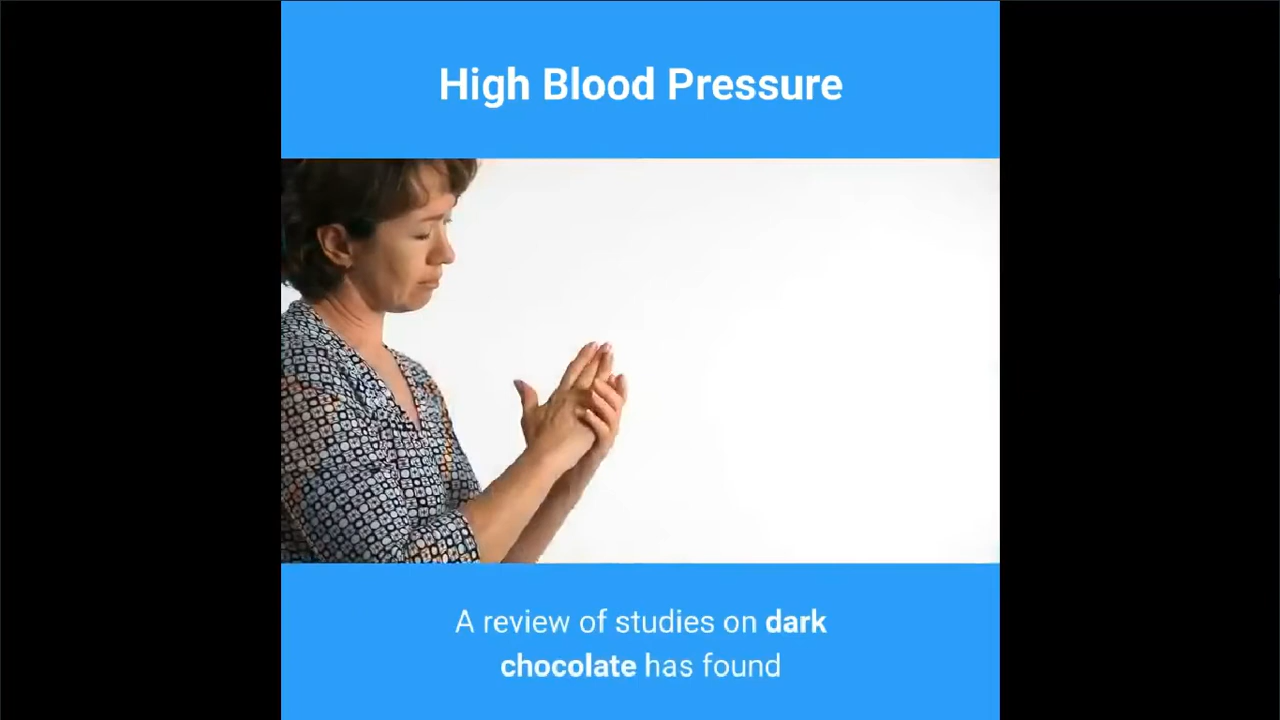 High Blood Pressure
A review of studies on dark
chocolate has found